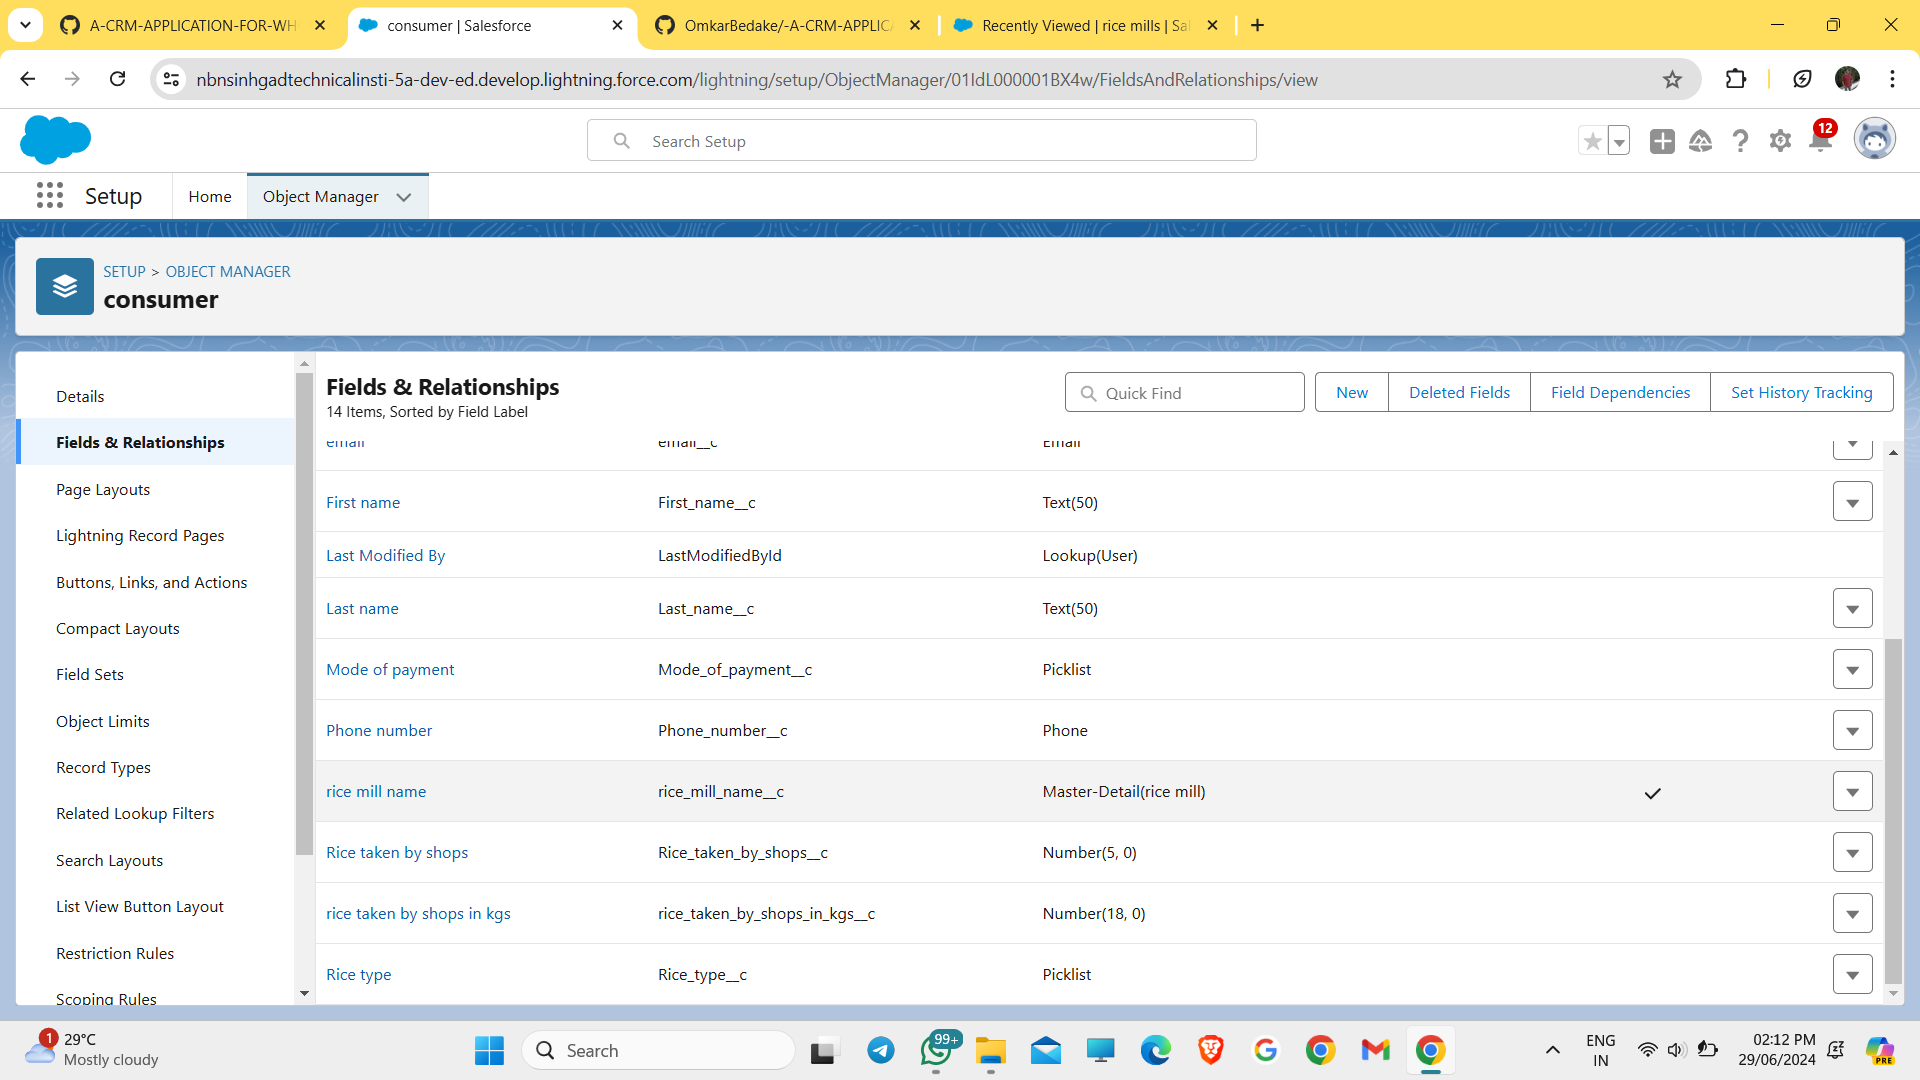 A-CRM-APPLICATION-FOR-WH
consumer | Salesforce
OmkarBedake/-A-CRM-APPLICA
Recently Viewed | rice mills | Sa
nbnsinhgadtechnicalinsti-5a-dev-ed.develop.lightning.force.com/lightning/setup/ObjectManager/01IdL000001BX4w/FieldsAndRelationships/view
Search Setup
12
Setup
Home
Object Manager
SETUP > OBJECT MANAGER
consumer
Details
Fields & Relationships
Page Layouts
Lightning Record Pages
Buttons, Links, and Actions
Compact Layouts
Field Sets
Object Limits
Record Types
Related Lookup Filters
Search Layouts
List View Button Layout
Restriction Rules
Scoping Rules
Fields & Relationships
14 Items, Sorted by Field Label
Quick Find
New
Deleted Fields
Field Dependencies
Set History Tracking
email email__c Email
First name First_name__c Text(50)
Last Modified By LastModifiedById Lookup(User)
Last name Last_name__c Text(50)
Mode of payment Mode_of_payment__c Picklist
Phone number Phone_number__c Phone
rice mill name rice_mill_name__c Master-Detail(rice mill)
Rice taken by shops Rice_taken_by_shops__c Number(5, 0)
rice taken by shops in kgs rice_taken_by_shops_in_kgs__c Number(18, 0)
Rice type Rice_type__c Picklist
1
29°C
Mostly cloudy
Search
99+
ENG
IN
02:12 PM
29/06/2024
PRE